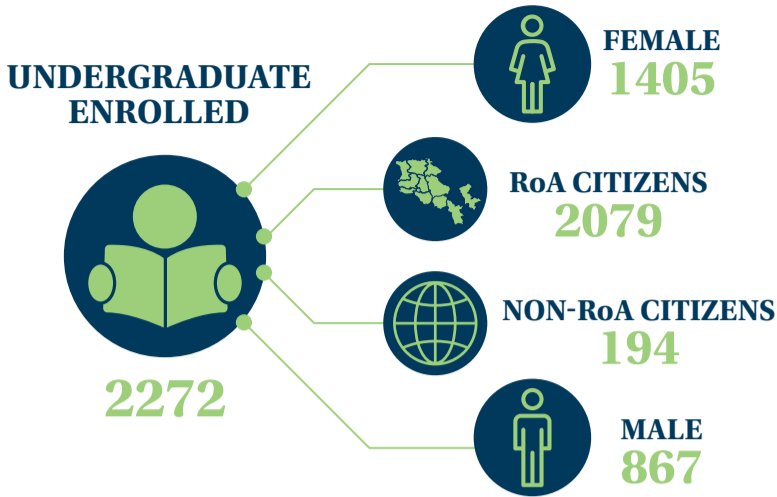 UNDERGRADUATE
ENROLLED
2272
FEMALE
1405
RoA CITIZENS
2079
NON-RoA CITIZENS
194
MALE
867